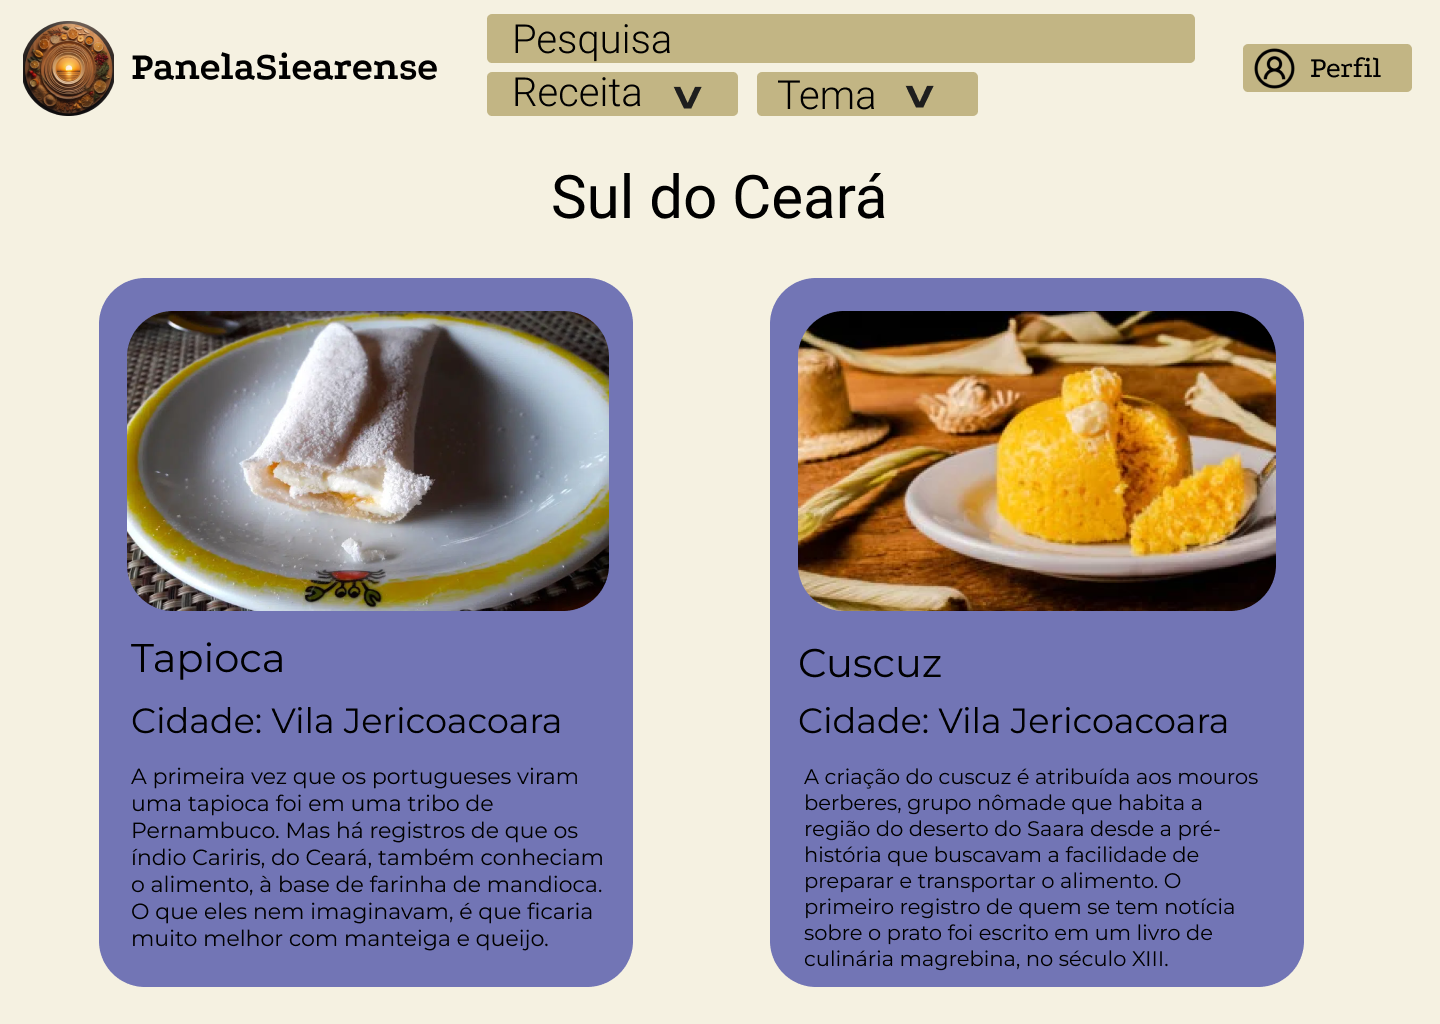 PanelaSiearense
Pesquisa
Receita V
Tema V
Perfil
Sul do Ceará
Tapioca
Cidade: Vila Jericoacoara
A primeira vez que os portugueses viram
uma tapioca foi em uma tribo de
Pernambuco. Mas há registros de que os
índio Cariris, do Ceará, também conheciam
o alimento, à base de farinha de mandioca.
O que eles nem imaginavam, é que ficaria
muito melhor com manteiga e queijo.
Cuscuz
Cidade: Vila Jericoacoara
A criação do cuscuz é atribuída aos mouros
berberes, grupo nômade que habita a
região do deserto do Saara desde a pré-
história que buscavam a facilidade de
preparar e transportar o alimento. O
primeiro registro de quem se tem notícia
sobre o prato foi escrito em um livro de
culinária magrebina, no século XIII.